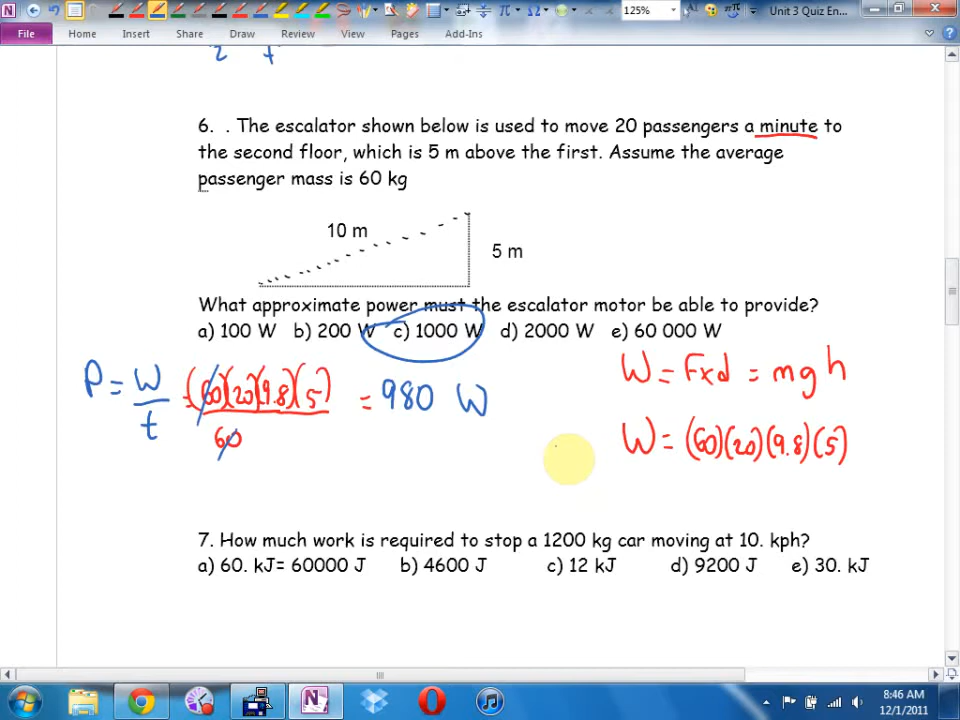 125%
Unit 3 Quiz En...
File Home Insert Share Draw Review View Pages Add-Ins
2 t
6. . The escalator shown below is used to move 20 passengers a minute to
the second floor, which is 5 m above the first. Assume the average
passenger mass is 60 kg
10 m
5 m
What approximate power must the escalator motor be able to provide?
a) 100 W b) 200 W c) 1000 W d) 2000 W e) 60 000 W
P = W/t = (60)(20)(9.8)(5)/60 = 980 W
W = Fxd = mgh
W = (60)(20)(9.8)(5)
7. How much work is required to stop a 1200 kg car moving at 10. kph?
a) 60. kJ= 60000 J b) 4600 J c) 12 kJ d) 9200 J e) 30. kJ
8:46 AM
12/1/2011